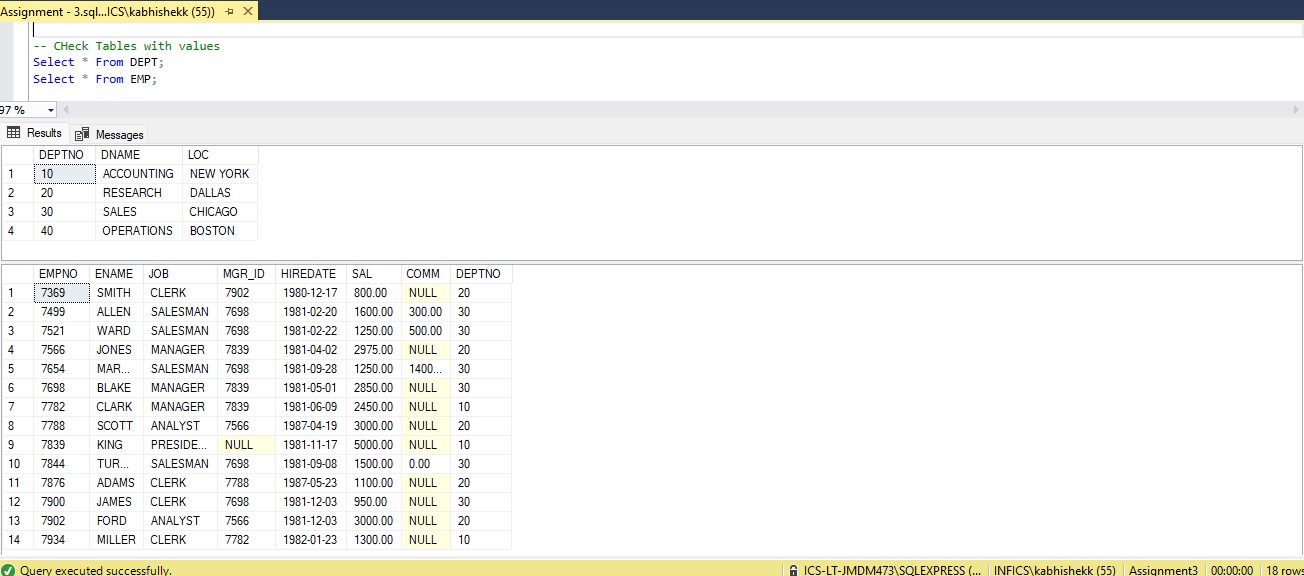 Assignment - 3.sql...ICS\kabhishekk (55))
-- CHeck Tables with values
Select * From DEPT;
Select * From EMP;
97 %
Results Messages
DEPTNO DNAME LOC
1 10 ACCOUNTING NEW YORK
2 20 RESEARCH DALLAS
3 30 SALES CHICAGO
4 40 OPERATIONS BOSTON
EMPNO ENAME JOB MGR_ID HIREDATE SAL COMM DEPTNO
1 7369 SMITH CLERK 7902 1980-12-17 800.00 NULL 20
2 7499 ALLEN SALESMAN 7698 1981-02-20 1600.00 300.00 30
3 7521 WARD SALESMAN 7698 1981-02-22 1250.00 500.00 30
4 7566 JONES MANAGER 7839 1981-04-02 2975.00 NULL 20
5 7654 MAR... SALESMAN 7698 1981-09-28 1250.00 1400... 30
6 7698 BLAKE MANAGER 7839 1981-05-01 2850.00 NULL 30
7 7782 CLARK MANAGER 7839 1981-06-09 2450.00 NULL 10
8 7788 SCOTT ANALYST 7566 1987-04-19 3000.00 NULL 20
9 7839 KING PRESIDE... NULL 1981-11-17 5000.00 NULL 10
10 7844 TUR... SALESMAN 7698 1981-09-08 1500.00 0.00 30
11 7876 ADAMS CLERK 7788 1987-05-23 1100.00 NULL 20
12 7900 JAMES CLERK 7698 1981-12-03 950.00 NULL 30
13 7902 FORD ANALYST 7566 1981-12-03 3000.00 NULL 20
14 7934 MILLER CLERK 7782 1982-01-23 1300.00 NULL 10
Query executed successfully. ICS-LT-JMDM473\SQLEXPRESS (... INFICS\kabhishekk (55) Assignment3 00:00:00 18 rows